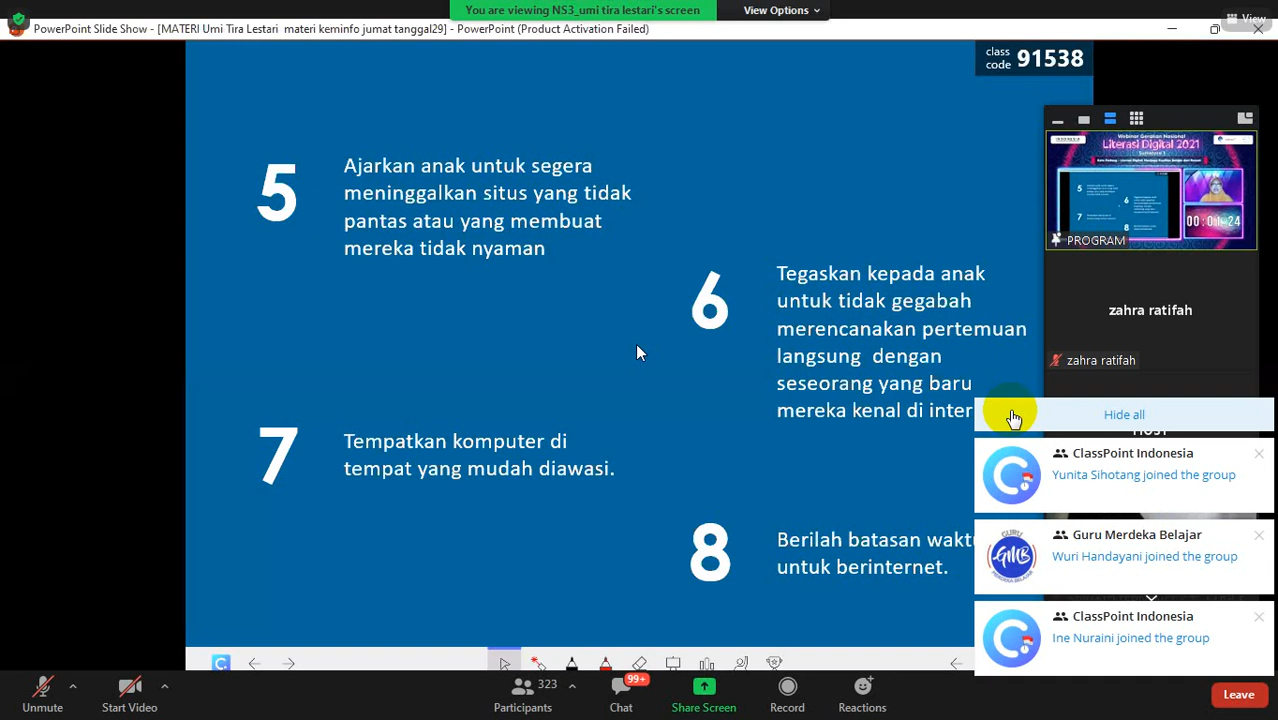 You are viewing NS3_umi tira lestari's screen
View Options
View
PowerPoint Slide Show - [MATERI Umi Tira Lestari materi keminfo jumat tanggal29] - PowerPoint (Product Activation Failed)
class
code 91538
5
Ajarkan anak untuk segera
meninggalkan situs yang tidak
pantas atau yang membuat
mereka tidak nyaman
6
Tegaskan kepada anak
untuk tidak gegabah
merencanakan pertemuan
langsung dengan
seseorang yang baru
mereka kenal di inter
7
Tempatkan komputer di
tempat yang mudah diawasi.
8
Berilah batasan waktu
untuk berinternet.
Webinar Gerakan Nasional
Literasi Digital 2021
PROGRAM
zahra ratifah
zahra ratifah
Hide all
ClassPoint Indonesia
Yunita Sihotang joined the group
Guru Merdeka Belajar
GMB
Wuri Handayani joined the group
ClassPoint Indonesia
Ine Nuraini joined the group
Unmute
Start Video
323
Participants
99+
Chat
Share Screen
Record
Reactions
Leave